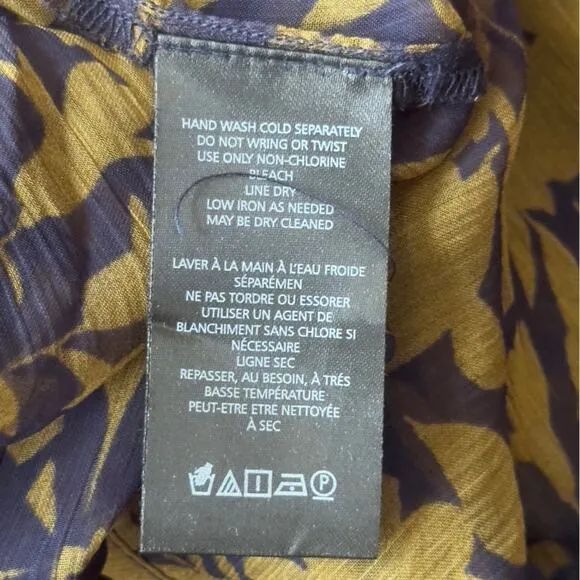 HAND WASH COLD SEPARATELY
DO NOT WRING OR TWIST
USE ONLY NON-CHLORINE
BLEACH
LINE DRY
LOW IRON AS NEEDED
MAY BE DRY CLEANED
LAVER À LA MAIN À L'EAU FROIDE
SÉPARÉMEN
NE PAS TORDRE OU ESSORER
UTILISER UN AGENT DE
BLANCHIMENT SANS CHLORE SI
NÉCESSAIRE
LIGNE SEC
REPASSER, AU BESOIN, À TRÉS
BASSE TEMPÉRATURE
PEUT-ETRE ETRE NETTOYÉE
À SEC
P